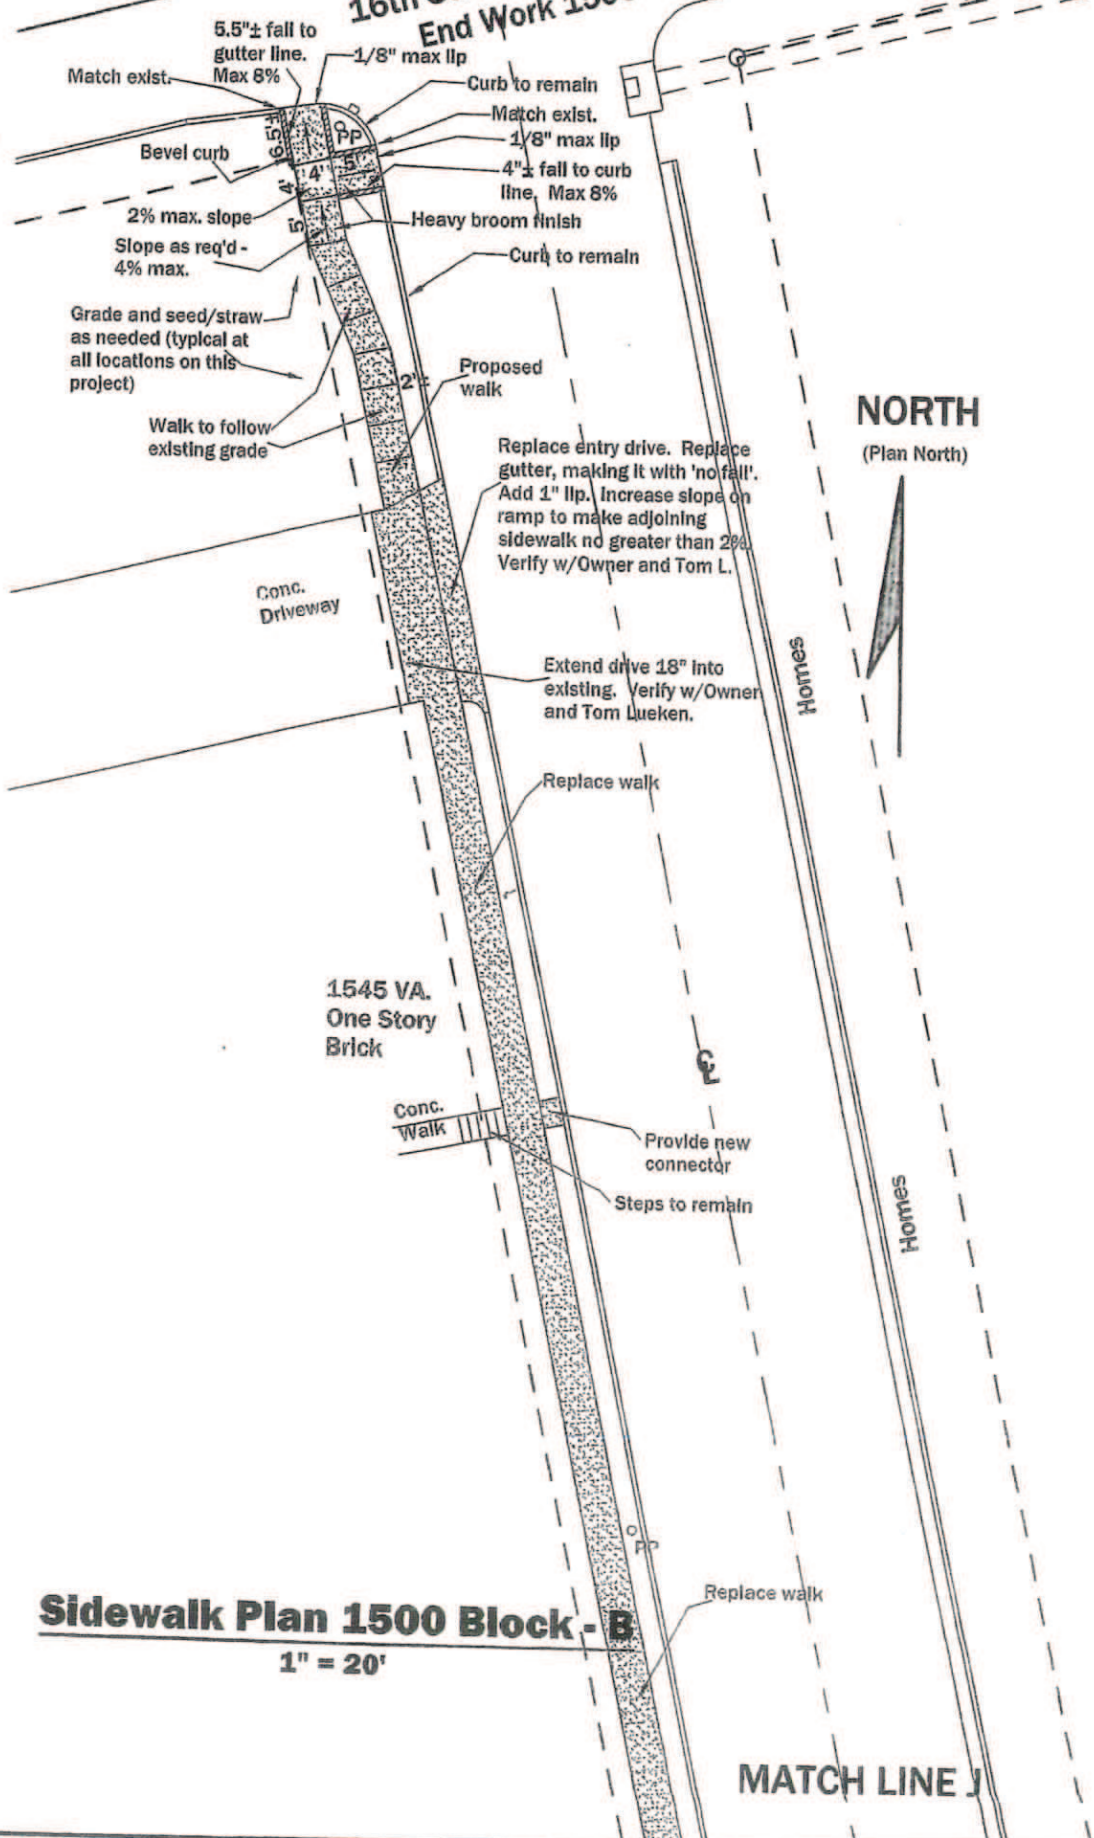 16th
End Work
5.5"± fall to
gutter line.
Max 8%
1/8" max lip
Match exist.
Curb to remain
Match exist.
1/8" max lip
6.5'±
PP
Bevel curb
4'
5'
4"± fall to curb
line. Max 8%
4'
2% max. slope
Heavy broom finish
5'
Slope as req'd -
4% max.
Curb to remain
Grade and seed/straw
as needed (typical at
all locations on this
project)
2'±
Proposed
walk
NORTH
(Plan North)
Walk to follow
existing grade
Replace entry drive. Replace
gutter, making it with 'no fall'.
Add 1" lip. Increase slope on
ramp to make adjoining
sidewalk no greater than 2%.
Verify w/Owner and Tom L.
Conc.
Driveway
Homes
Extend drive 18" into
existing. Verify w/Owner
and Tom Lueken.
Replace walk
1545 VA.
One Story
Brick
CL
Conc.
Walk
Provide new
connector
Steps to remain
Homes
PP
Replace walk
Sidewalk Plan 1500 Block - B
1" = 20'
MATCH LINE J